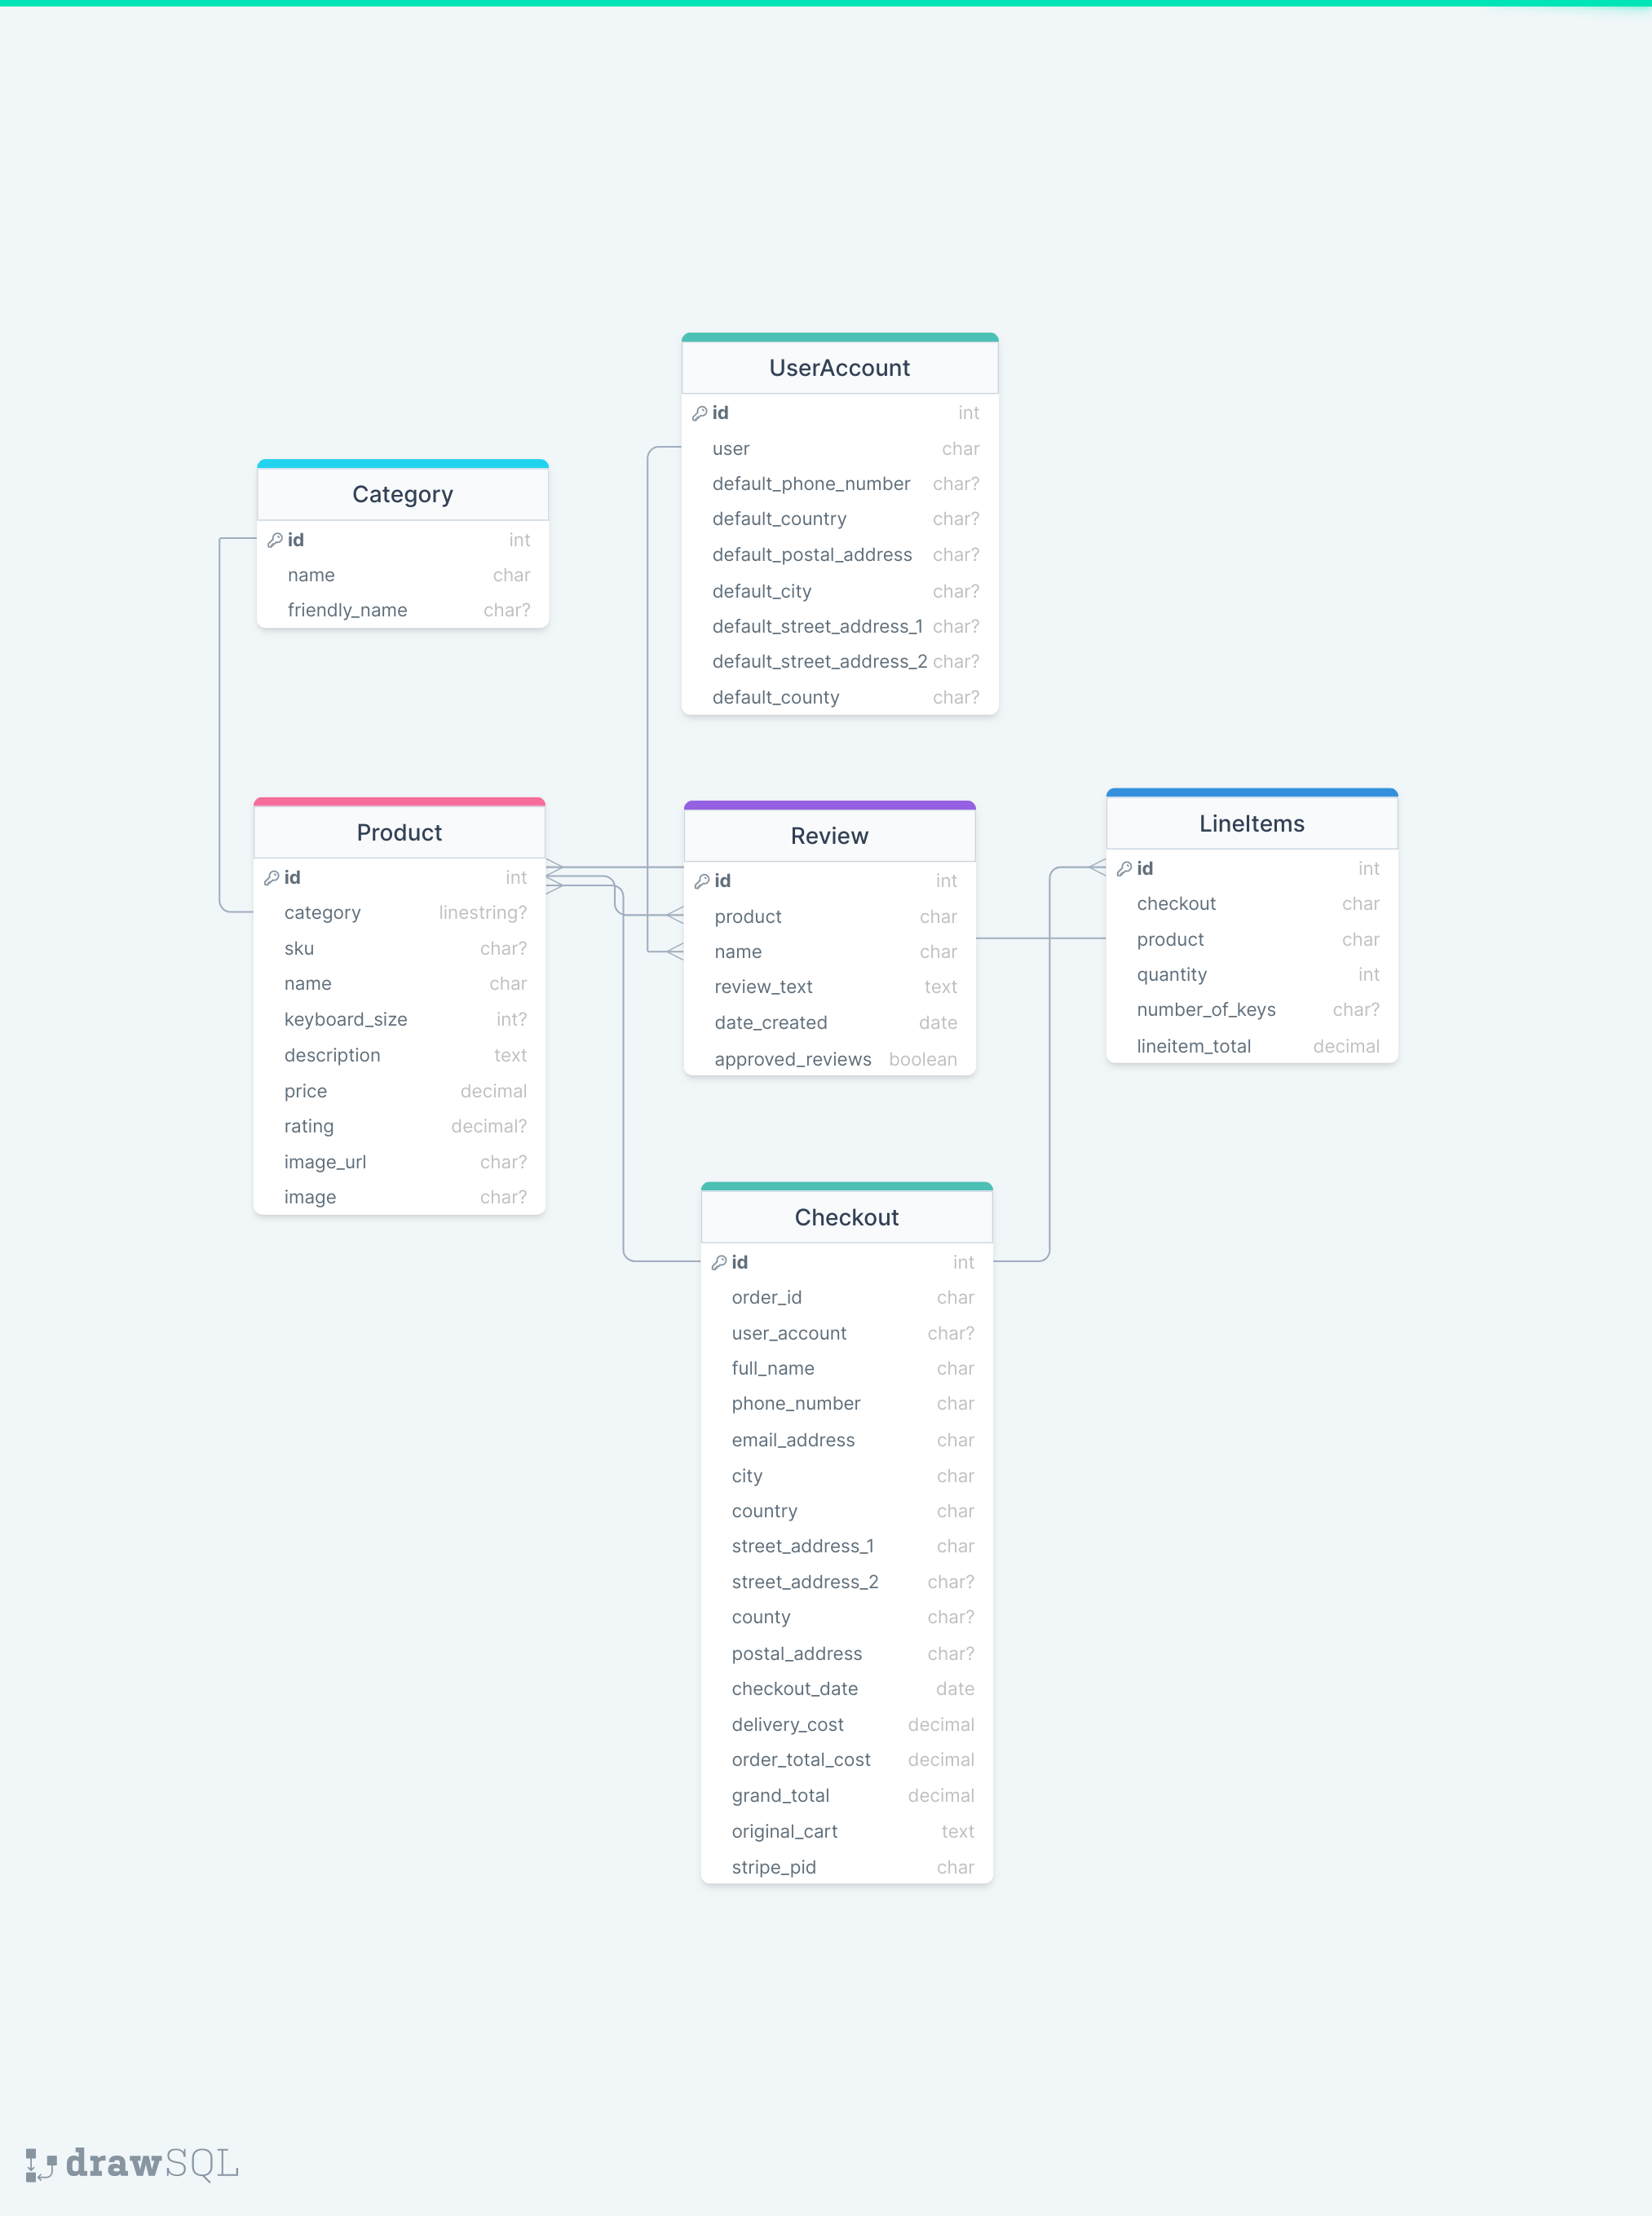 UserAccount
id int
user char
default_phone_number char?
default_country char?
default_postal_address char?
default_city char?
default_street_address_1 char?
default_street_address_2 char?
default_county char?
Category
id int
name char
friendly_name char?
Product
id int
category linestring?
sku char?
name char
keyboard_size int?
description text
price decimal
rating decimal?
image_url char?
image char?
Review
id int
product char
name char
review_text text
date_created date
approved_reviews boolean
LineItems
id int
checkout char
product char
quantity int
number_of_keys char?
lineitem_total decimal
Checkout
id int
order_id char
user_account char?
full_name char
phone_number char
email_address char
city char
country char
street_address_1 char
street_address_2 char?
county char?
postal_address char?
checkout_date date
delivery_cost decimal
order_total_cost decimal
grand_total decimal
original_cart text
stripe_pid char
drawSQL